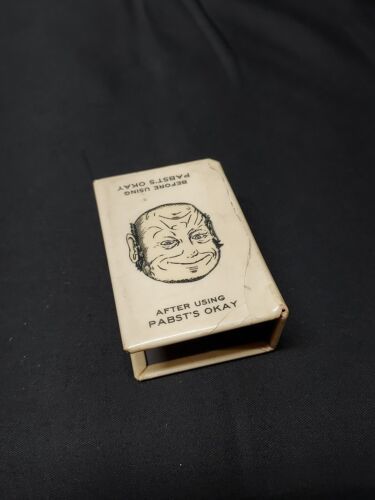 BEFORE USING
PABST'S OKAY
AFTER USING
PABST'S OKAY